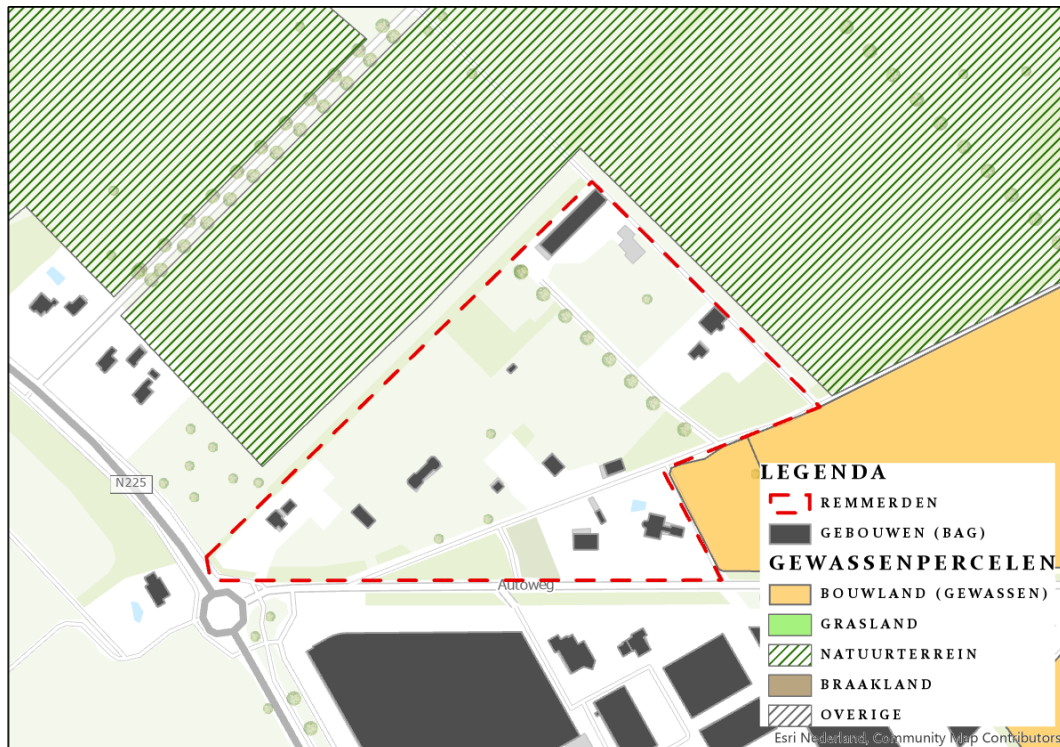 N225
Autoweg
LEGENDA
REMMERDEN
GEBOUWEN (BAG)
GEWASSENPERCELEN
BOUWLAND (GEWASSEN)
GRASLAND
NATUURTERREIN
BRAAKLAND
OVERIGE
Esri Nederland, Community Map Contributors